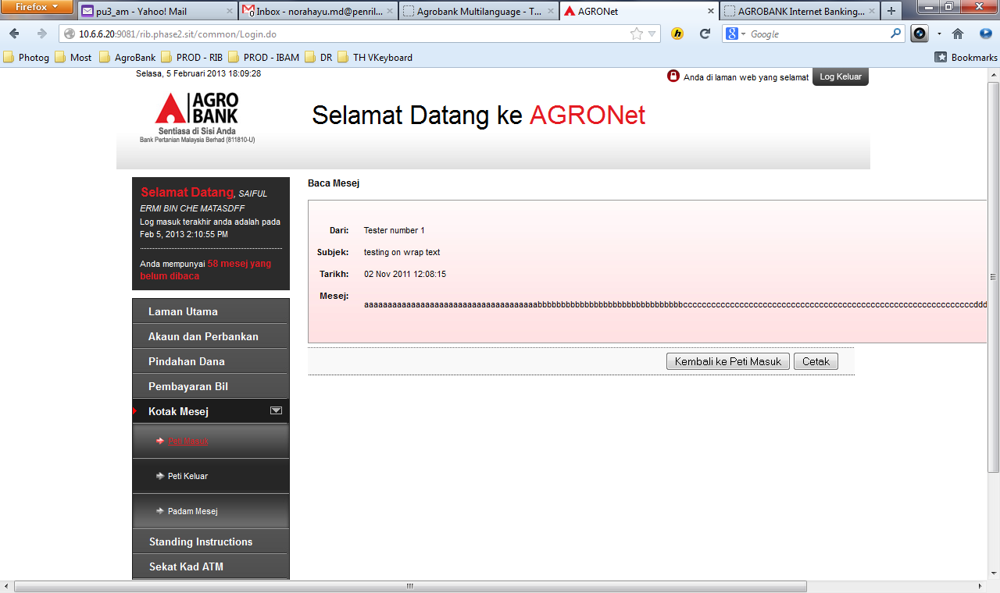 Firefox
pu3_am - Yahoo! Mail
Inbox - norahayu.md@penril...
Agrobank Multilanguage - T...
AGRONet
AGROBANK Internet Banking...
10.6.6.20:9081/rib.phase2.sit/common/Login.do
Google
Photog
Most
AgroBank
PROD - RIB
PROD - IBAM
DR
TH VKeyboard
Bookmarks
Selasa, 5 Februari 2013 18:09:28
Anda di laman web yang selamat
Log Keluar
AGRO
BANK
Sentiasa di Sisi Anda
Bank Pertanian Malaysia Berhad (811810-U)
Selamat Datang ke AGRONet
Selamat Datang, SAIFUL
ERMI BIN CHE MATASDFF
Log masuk terakhir anda adalah pada
Feb 5, 2013 2:10:55 PM
Anda mempunyai 58 mesej yang
belum dibaca
Laman Utama
Akaun dan Perbankan
Pindahan Dana
Pembayaran Bil
Kotak Mesej
Peti Masuk
Peti Keluar
Padam Mesej
Standing Instructions
Sekat Kad ATM
Baca Mesej
Dari: Tester number 1
Subjek: testing on wrap text
Tarikh: 02 Nov 2011 12:08:15
Mesej:
Kembali ke Peti Masuk
Cetak